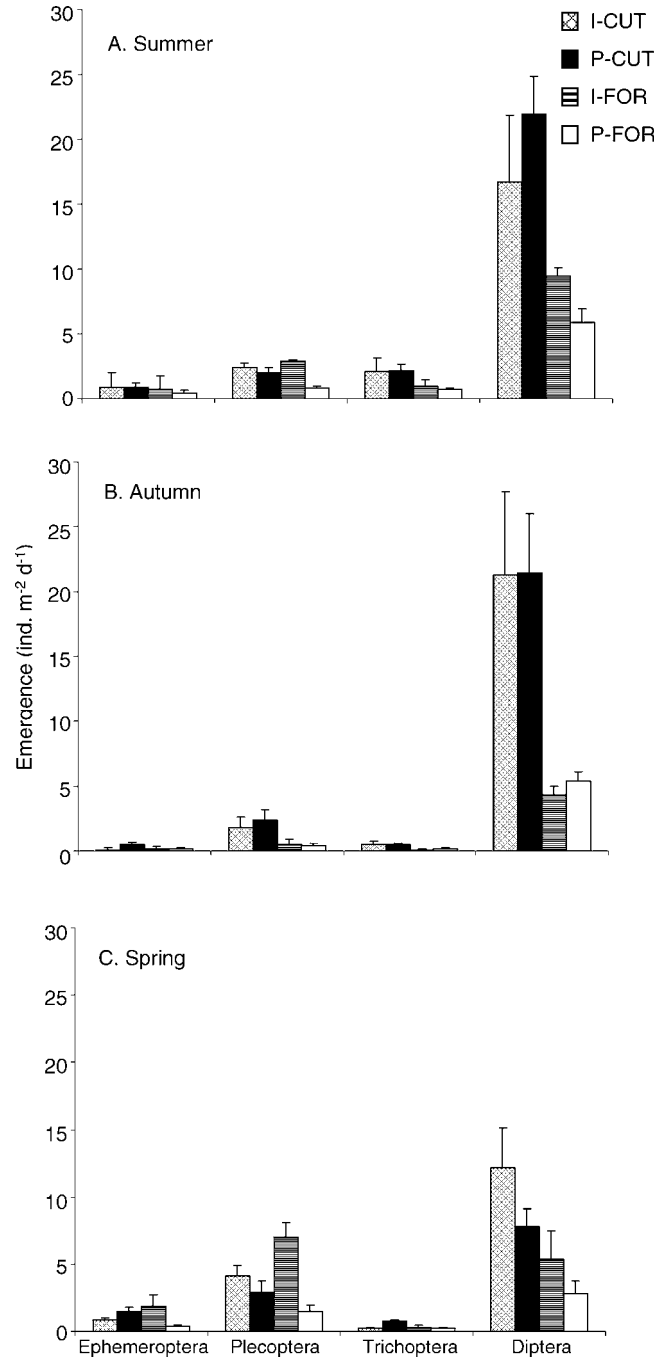 30
A. Summer
I-CUT
25
P-CUT
I-FOR
20
P-FOR
15
10
5
0
30
B. Autumn
25
20
15
10
5
0
Emergence (ind. m⁻² d⁻¹)
30
C. Spring
25
20
15
10
5
0
Ephemeroptera Plecoptera Trichoptera Diptera